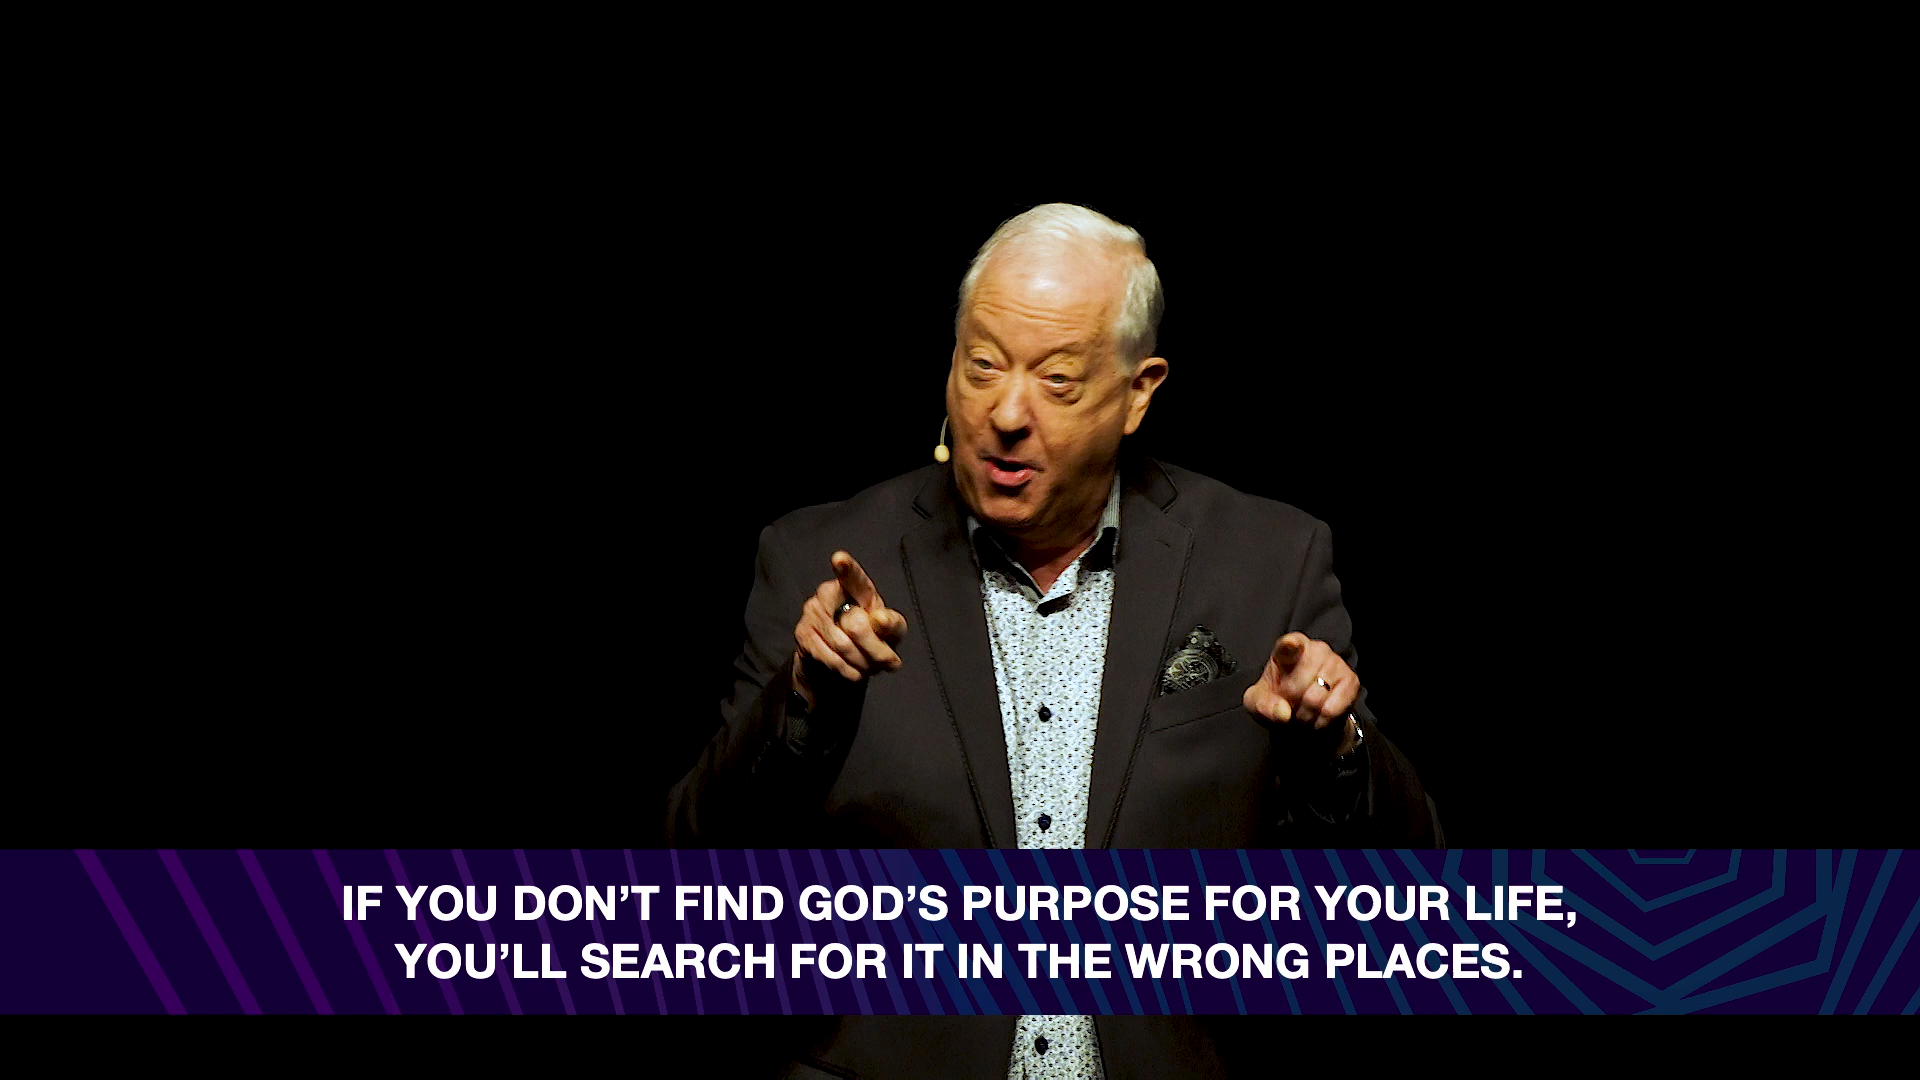 IF YOU DON’T FIND GOD’S PURPOSE FOR YOUR LIFE,
YOU’LL SEARCH FOR IT IN THE WRONG PLACES.